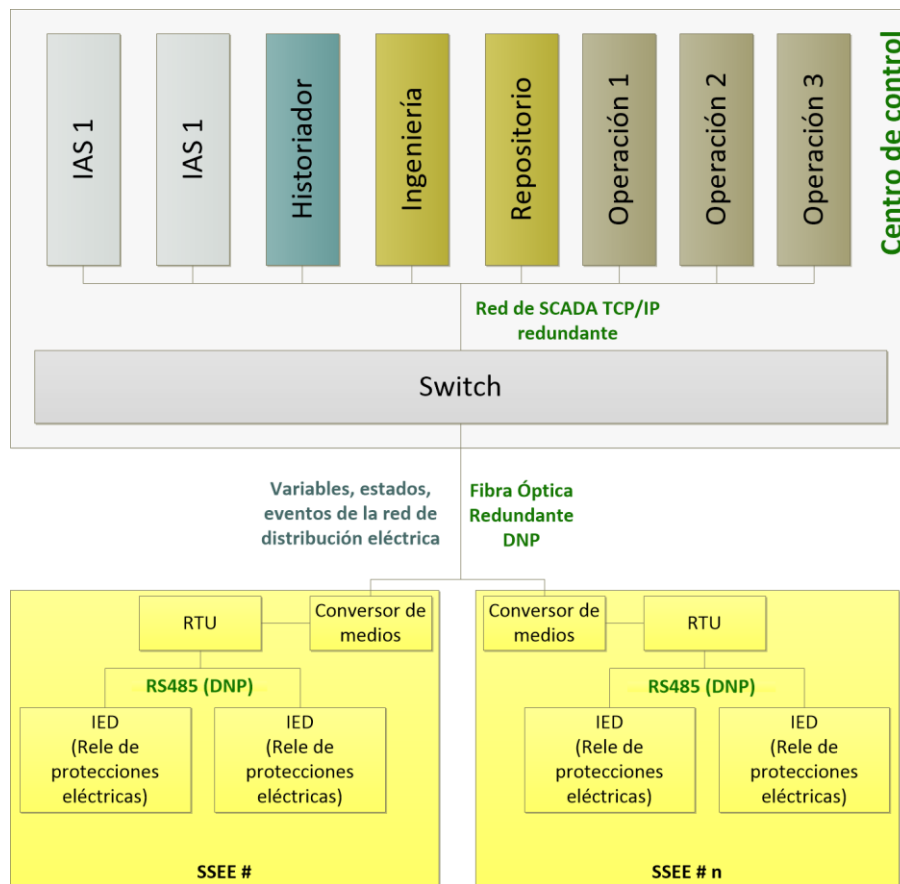 IAS 1
IAS 1
Historiador
Ingeniería
Repositorio
Operación 1
Operación 2
Operación 3
Centro de control
Red de SCADA TCP/IP
redundante
Switch
Variables, estados,
eventos de la red de
distribución eléctrica
Fibra Óptica
Redundante
DNP
RTU
Conversor de
medios
RS485 (DNP)
IED
(Rele de
protecciones
eléctricas)
IED
(Rele de
protecciones
eléctricas)
SSEE #
Conversor de
medios
RTU
RS485 (DNP)
IED
(Rele de
protecciones
eléctricas)
IED
(Rele de
protecciones
eléctricas)
SSEE # n